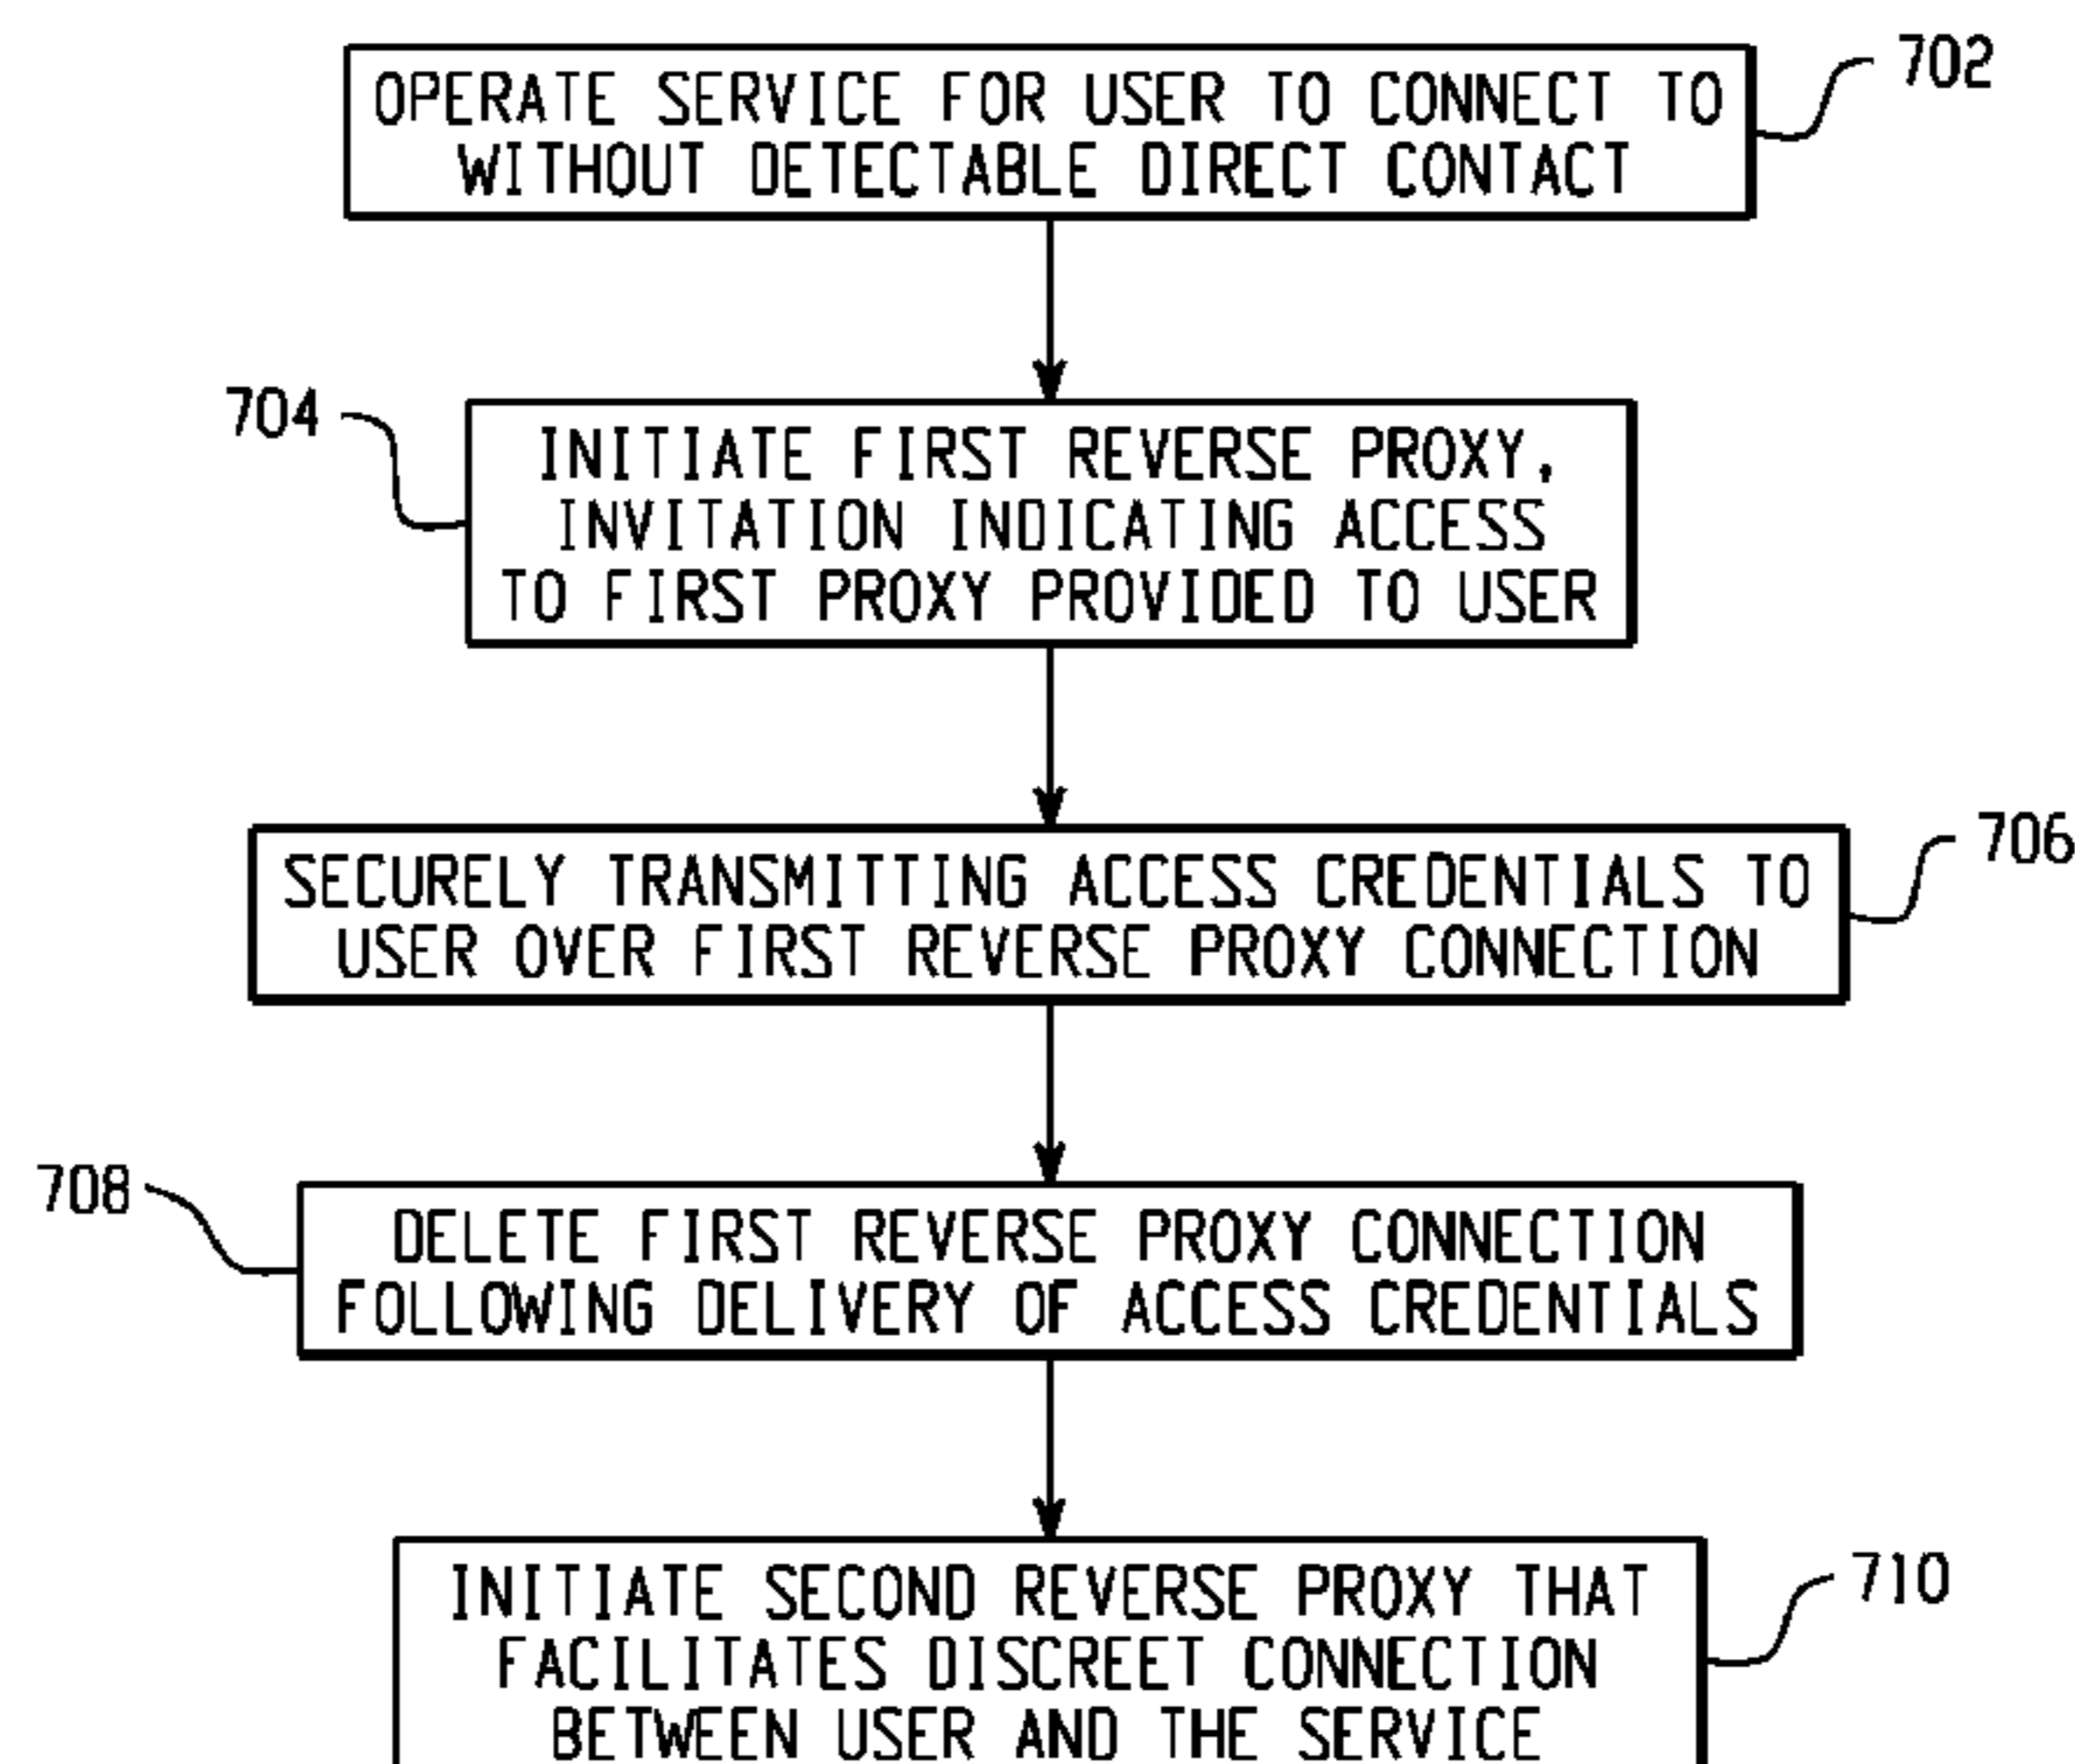 OPERATE SERVICE FOR USER TO CONNECT TO
WITHOUT DETECTABLE DIRECT CONTACT
702
704
INITIATE FIRST REVERSE PROXY,
INVITATION INDICATING ACCESS
TO FIRST PROXY PROVIDED TO USER
706
SECURELY TRANSMITTING ACCESS CREDENTIALS TO
USER OVER FIRST REVERSE PROXY CONNECTION
708
DELETE FIRST REVERSE PROXY CONNECTION
FOLLOWING DELIVERY OF ACCESS CREDENTIALS
INITIATE SECOND REVERSE PROXY THAT
FACILITATES DISCREET CONNECTION
BETWEEN USER AND THE SERVICE
710